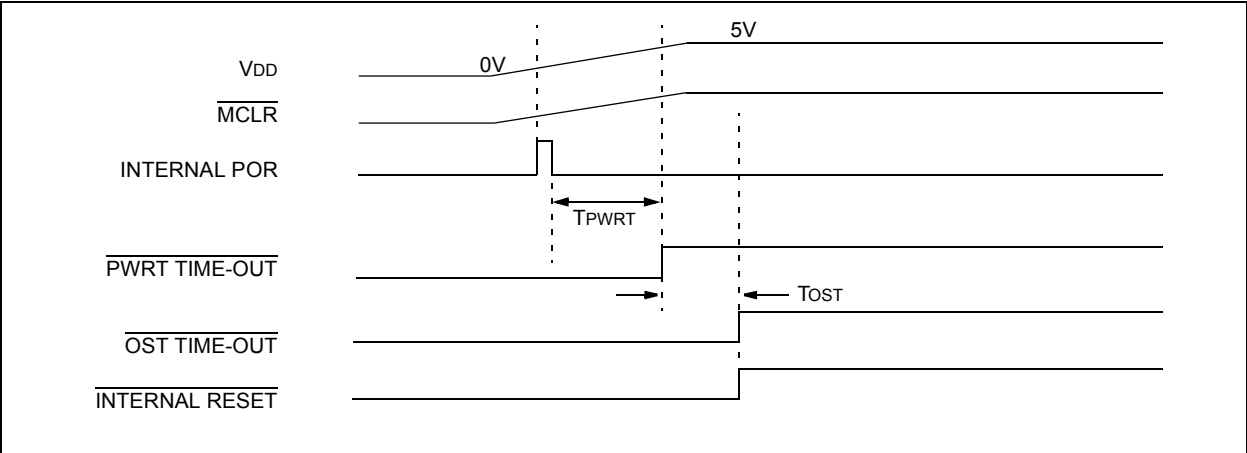 5V
0V
VDD
MCLR
INTERNAL POR
TPWRT
PWRT TIME-OUT
TOST
OST TIME-OUT
INTERNAL RESET